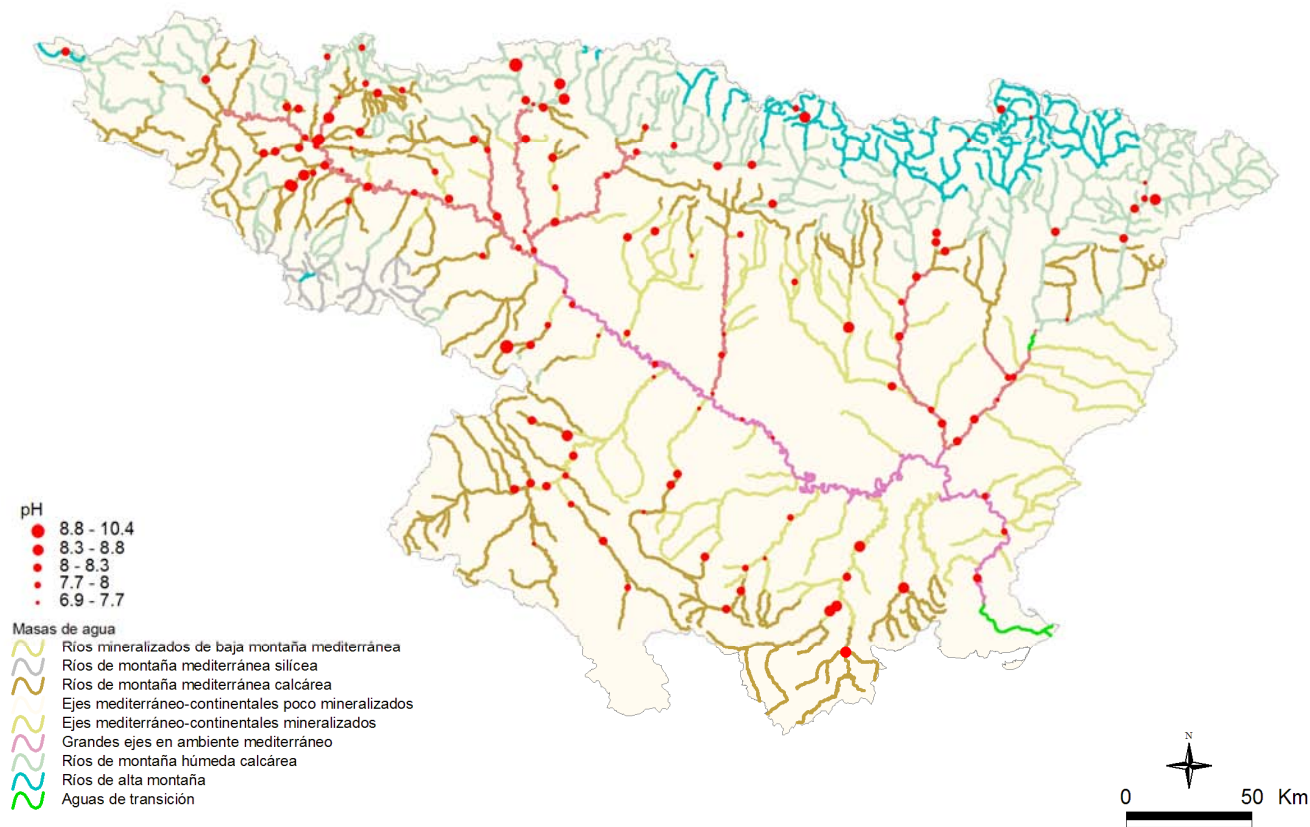 pH
8.8 - 10.4
8.3 - 8.8
8 - 8.3
7.7 - 8
6.9 - 7.7
Masas de agua
Ríos mineralizados de baja montaña mediterránea
Ríos de montaña mediterránea silícea
Ríos de montaña mediterránea calcárea
Ejes mediterráneo-continentales poco mineralizados
Ejes mediterráneo-continentales mineralizados
Grandes ejes en ambiente mediterráneo
Ríos de montaña húmeda calcárea
Ríos de alta montaña
Aguas de transición
N
0 50 Km